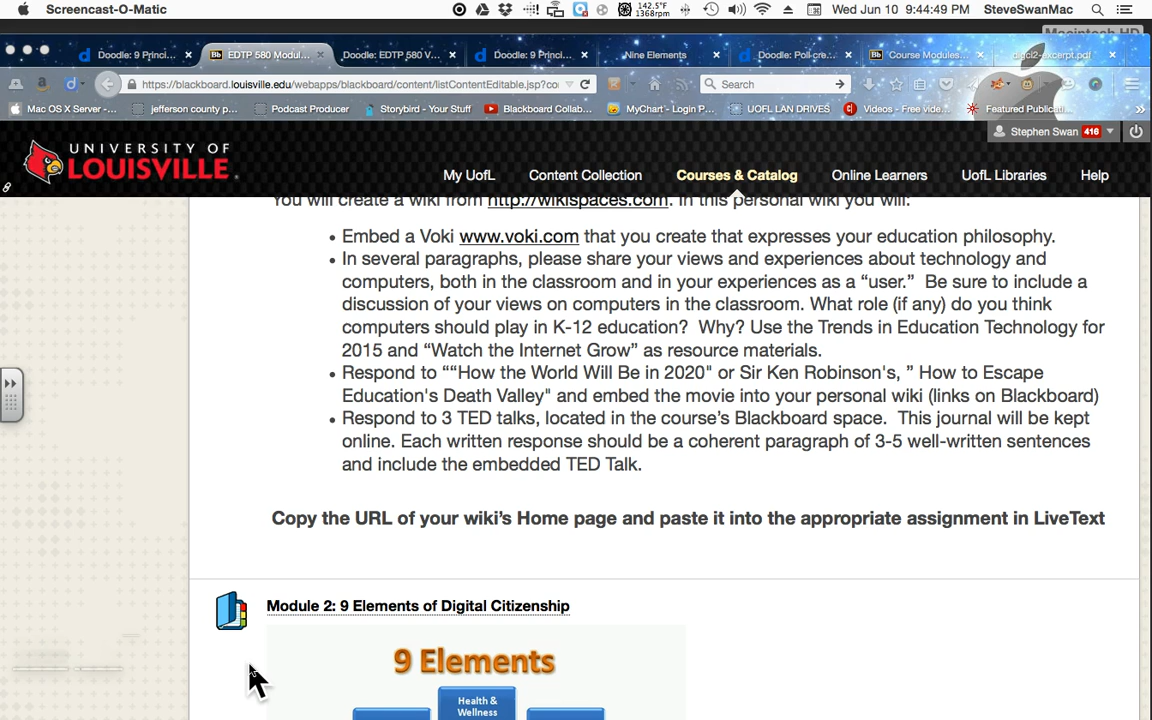 Screencast-O-Matic 142.5°F 1368rpm Wed Jun 10 9:44:49 PM SteveSwanMac
Macintosh HD
Doodle: 9 Princi... EDTP 580 Modul... Doodle: EDTP 580 V... Doodle: 9 Princi... Nine Elements Doodle: Poll-cre... Course Modules... digci2-excerpt.pdf
https://blackboard.louisville.edu/webapps/blackboard/content/listContentEditable.jsp?co Search
Mac OS X Server -... jefferson county p... Podcast Producer Storybird - Your Stuff Blackboard Collab... MyChart - Login P... UOFL LAN DRIVES Videos - Free vide... Featured Publicati...
Stephen Swan 416
UNIVERSITY OF
LOUISVILLE.
My UofL Content Collection Courses & Catalog Online Learners UofL Libraries Help
You will create a wiki from http://wikispaces.com. In this personal wiki you will:
• Embed a Voki www.voki.com that you create that expresses your education philosophy.
• In several paragraphs, please share your views and experiences about technology and
computers, both in the classroom and in your experiences as a “user.” Be sure to include a
discussion of your views on computers in the classroom. What role (if any) do you think
computers should play in K-12 education? Why? Use the Trends in Education Technology for
2015 and “Watch the Internet Grow” as resource materials.
• Respond to ““How the World Will Be in 2020" or Sir Ken Robinson's, ” How to Escape
Education's Death Valley" and embed the movie into your personal wiki (links on Blackboard)
• Respond to 3 TED talks, located in the course’s Blackboard space. This journal will be kept
online. Each written response should be a coherent paragraph of 3-5 well-written sentences
and include the embedded TED Talk.
Copy the URL of your wiki’s Home page and paste it into the appropriate assignment in LiveText
Module 2: 9 Elements of Digital Citizenship
9 Elements
Health &
Wellness